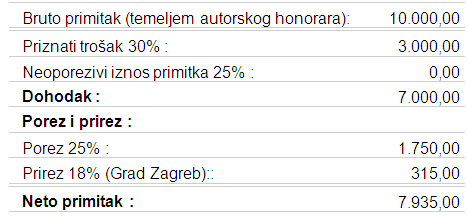 Bruto primitak (temeljem autorskog honorara): 10.000,00
Priznati trošak 30% : 3.000,00
Neoporezivi iznos primitka 25% : 0,00
Dohodak : 7.000,00
Porez i prirez :
Porez 25% : 1.750,00
Prirez 18% (Grad Zagreb):: 315,00
Neto primitak : 7.935,00